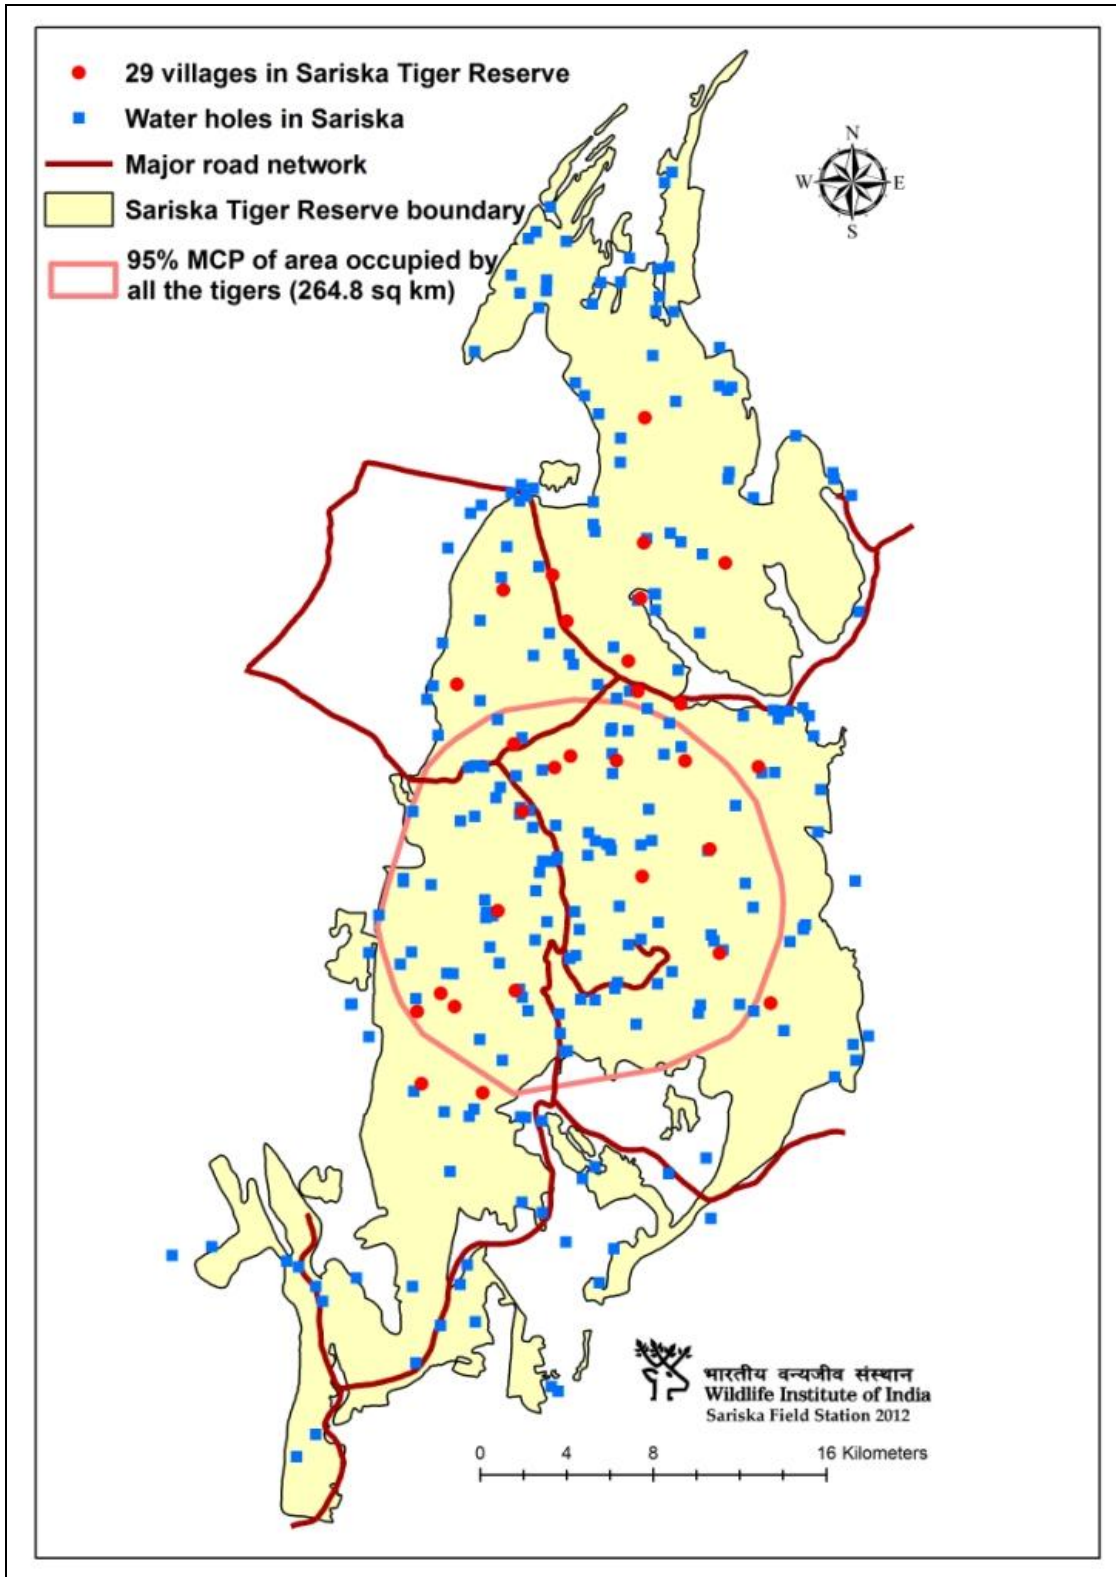 29 villages in Sariska Tiger Reserve
Water holes in Sariska
Major road network
Sariska Tiger Reserve boundary
95% MCP of area occupied by
all the tigers (264.8 sq km)
N
W E
S
भारतीय वन्यजीव संस्थान
Wildlife Institute of India
Sariska Field Station 2012
0 4 8 16 Kilometers